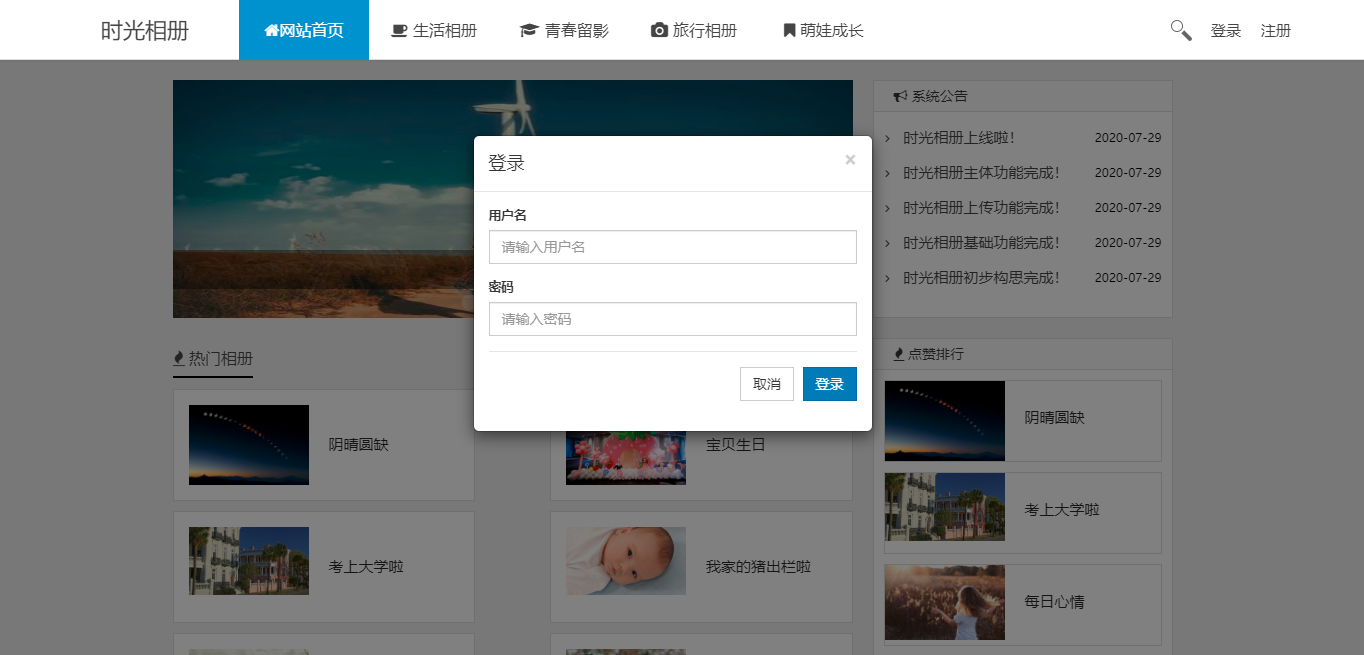 时光相册
网站首页
生活相册
青春留影
旅行相册
萌娃成长
登录
注册
系统公告
时光相册上线啦! 2020-07-29
时光相册主体功能完成! 2020-07-29
时光相册上传功能完成! 2020-07-29
时光相册基础功能完成! 2020-07-29
时光相册初步构思完成! 2020-07-29
登录 ×
用户名
请输入用户名
密码
请输入密码
取消
登录
热门相册
阴晴圆缺
宝贝生日
考上大学啦
我家的猪出栏啦
点赞排行
阴晴圆缺
考上大学啦
每日心情